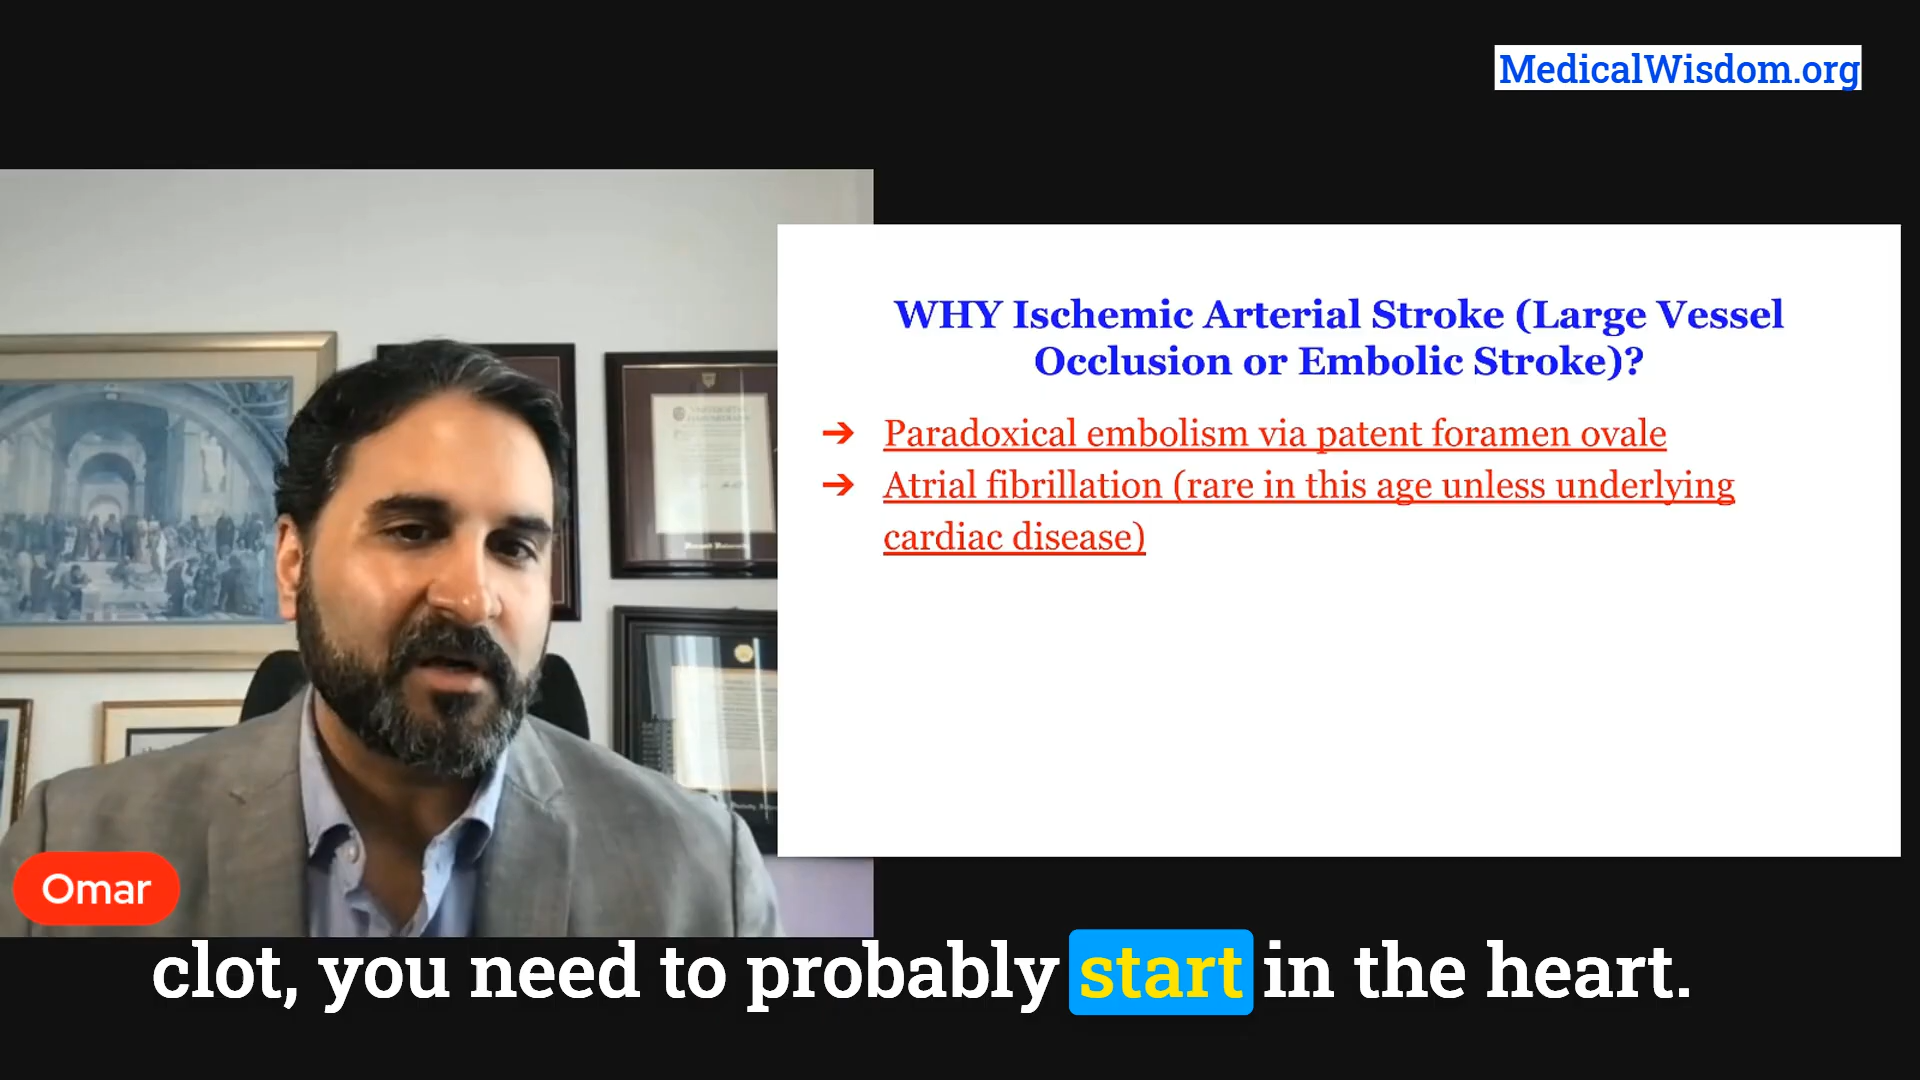 MedicalWisdom.org
WHY Ischemic Arterial Stroke (Large Vessel
Occlusion or Embolic Stroke)?
➔ Paradoxical embolism via patent foramen ovale
➔ Atrial fibrillation (rare in this age unless underlying
cardiac disease)
Omar
clot, you need to probably start in the heart.